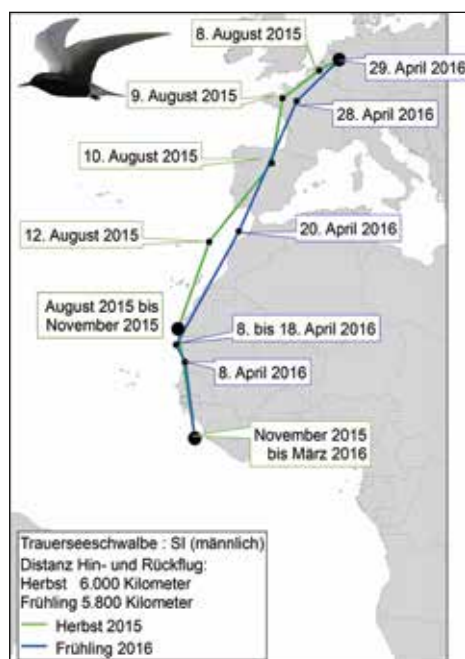 8. August 2015
29. April 2016
9. August 2015
28. April 2016
10. August 2015
12. August 2015
20. April 2016
August 2015 bis
November 2015
8. bis 18. April 2016
8. April 2016
November 2015
bis März 2016
Trauerseeschwalbe : SI (männlich)
Distanz Hin- und Rückflug:
Herbst 6.000 Kilometer
Frühling 5.800 Kilometer
Herbst 2015
Frühling 2016